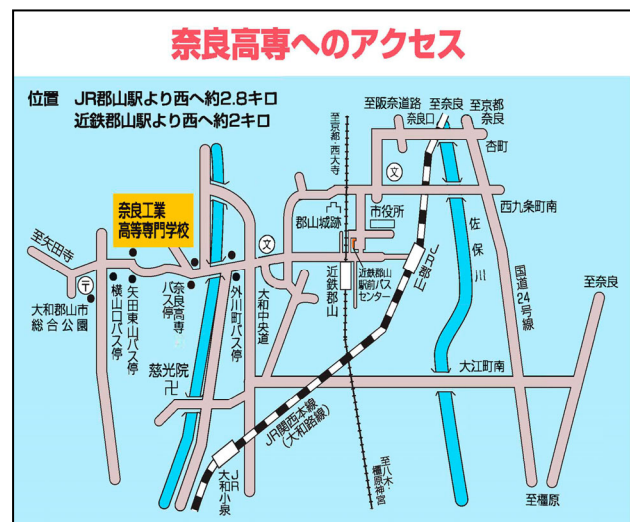 奈良高専へのアクセス
位置 JR郡山駅より西へ約2.8キロ
近鉄郡山駅より西へ約2キロ
至京都・西大寺
至阪奈道路
奈良口
至奈良
至京都
奈良
杏町
文
西九条町南
奈良工業
高等専門学校
郡山城跡
市役所
佐保川
至矢田寺
文
近鉄郡山
駅前バス
センター
JR郡山
近鉄郡山
国道24号線
至奈良
〒
大和郡山市
総合公園
横山口バス停
矢田東山バス停
奈良高専
バス停
外川町バス停
大和中央道
慈光院
卍
大江町南
JR関西本線
(大和路線)
JR
大和小泉
至八木・
橿原神宮
至橿原